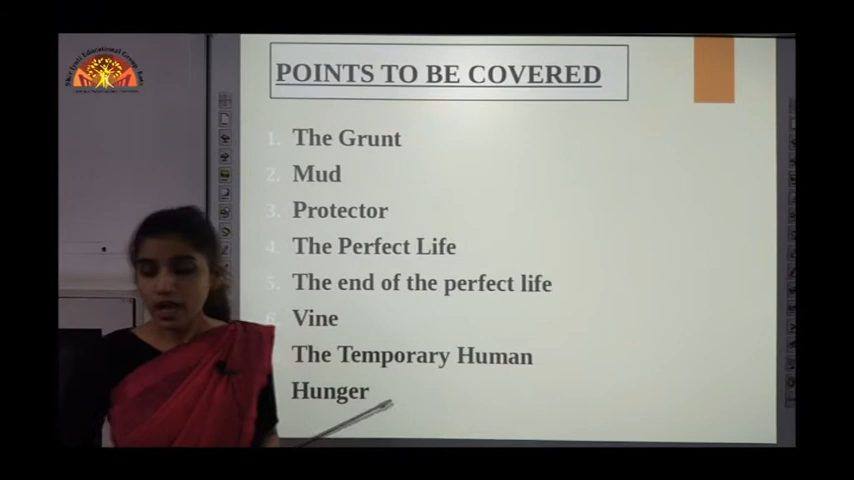 POINTS TO BE COVERED
1. The Grunt
2. Mud
3. Protector
4. The Perfect Life
5. The end of the perfect life
6. Vine
The Temporary Human
Hunger